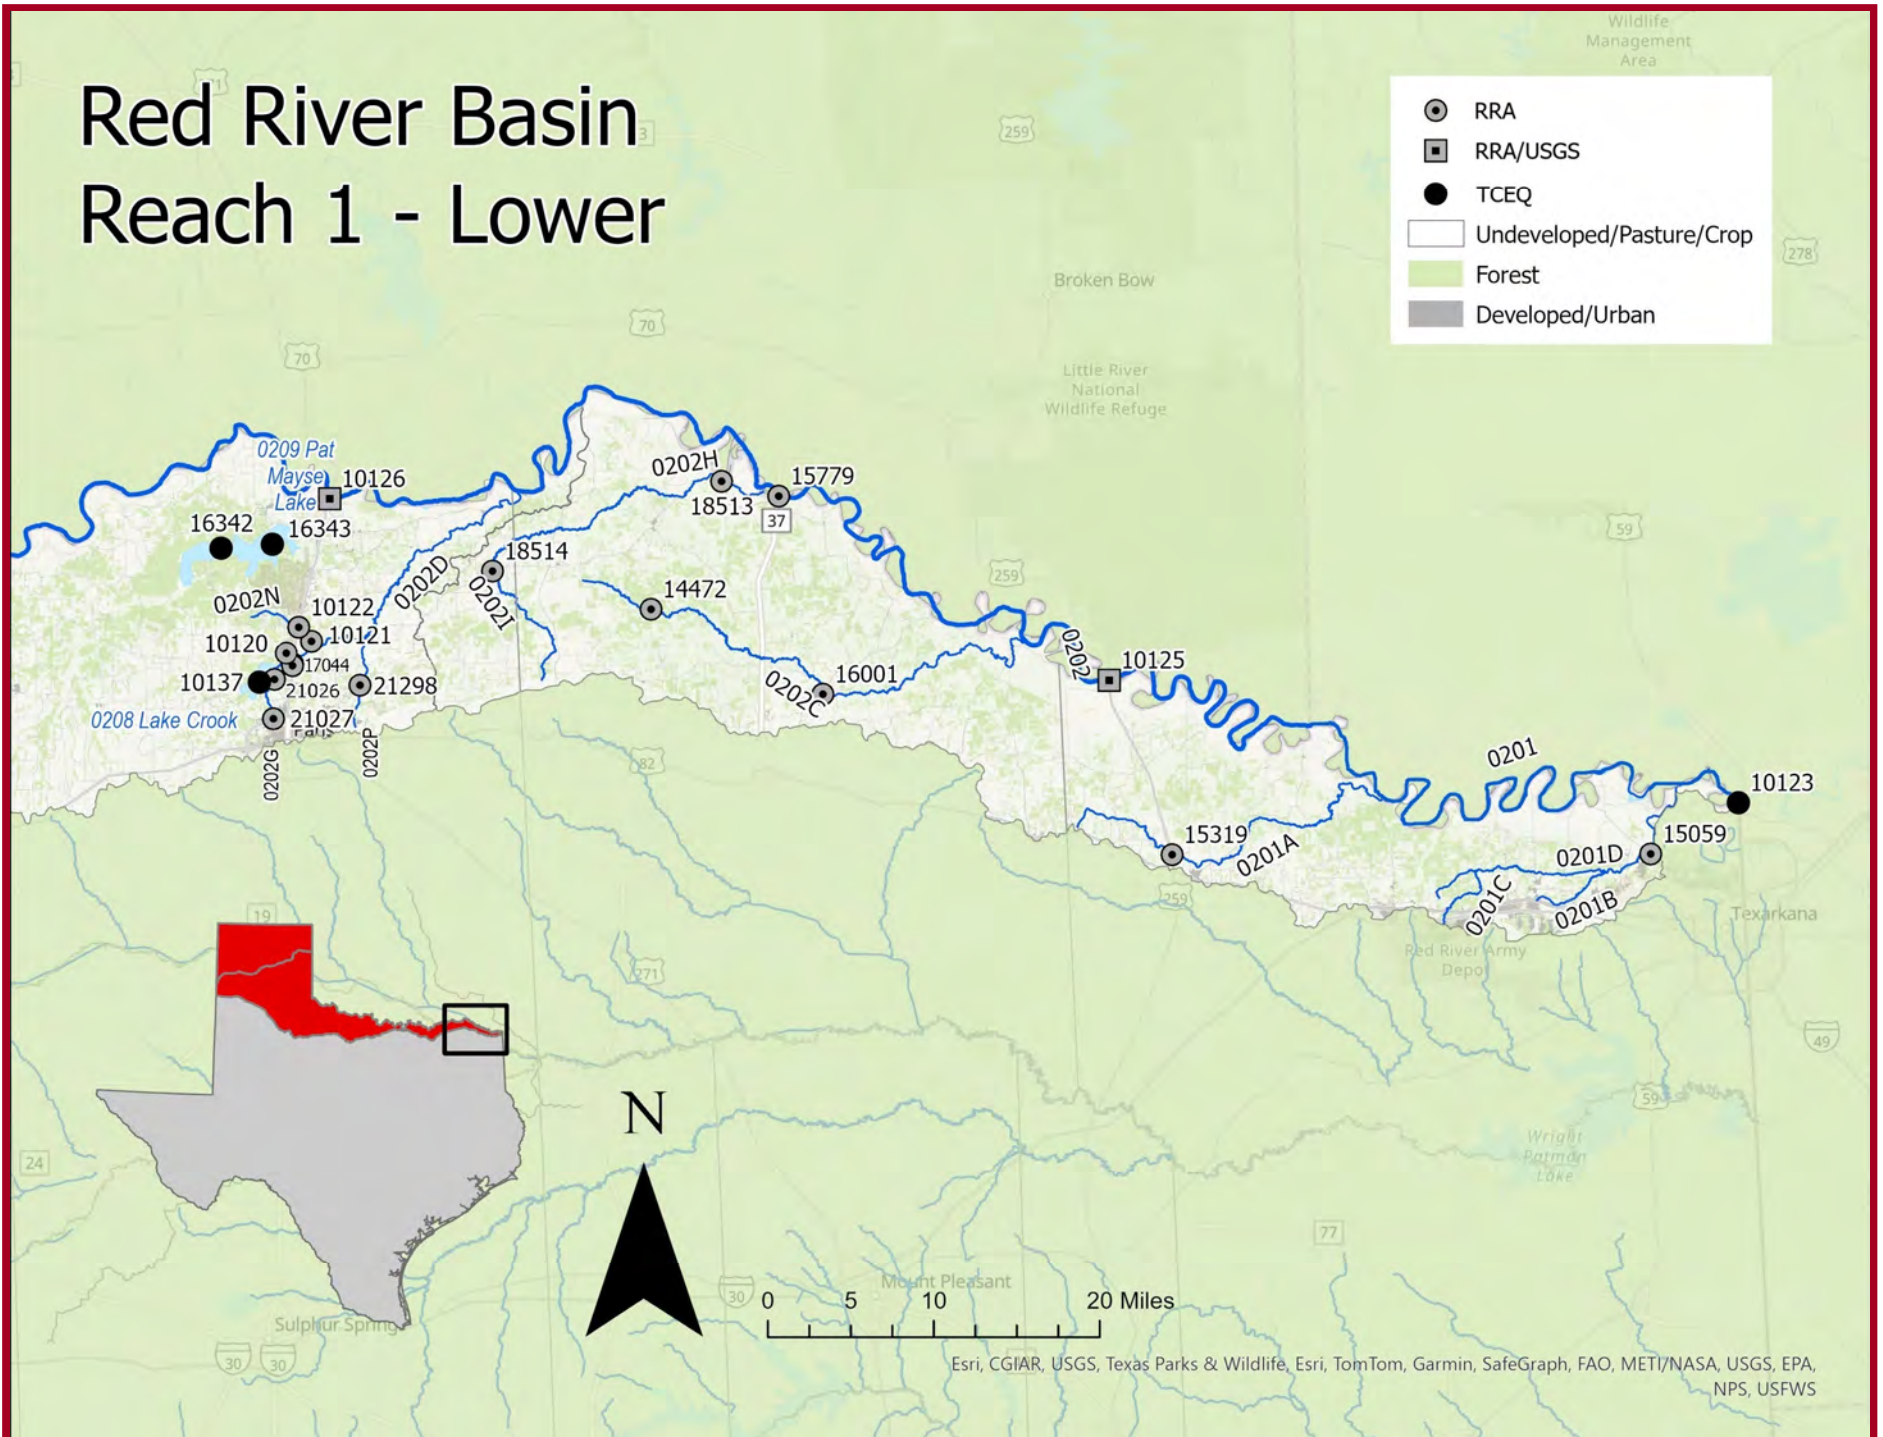 Red River Basin
Reach 1 - Lower
RRA
RRA/USGS
TCEQ
Undeveloped/Pasture/Crop
Forest
Developed/Urban
Wildlife
Management
Area
259
278
Broken Bow
70
70
Little River
National
Wildlife Refuge
0209 Pat
Mayse
Lake
10126
16342
16343
0202H
15779
18513
37
59
18514
0202D
0202I
259
14472
0202N
10122
10121
10120
17044
10137
21026
21298
0208 Lake Crook
21027
Paris
0202G
0202P
16001
0202C
0202
10125
82
0201
10123
15319
0201A
15059
0201D
0201C
0201B
259
Texarkana
Red River Army
Depot
19
271
49
59
24
N
Wright
Patman
Lake
77
Mount Pleasant
30
0 5 10 20 Miles
Sulphur Springs
30
30
Esri, CGIAR, USGS, Texas Parks & Wildlife, Esri, TomTom, Garmin, SafeGraph, FAO, METI/NASA, USGS, EPA,
NPS, USFWS